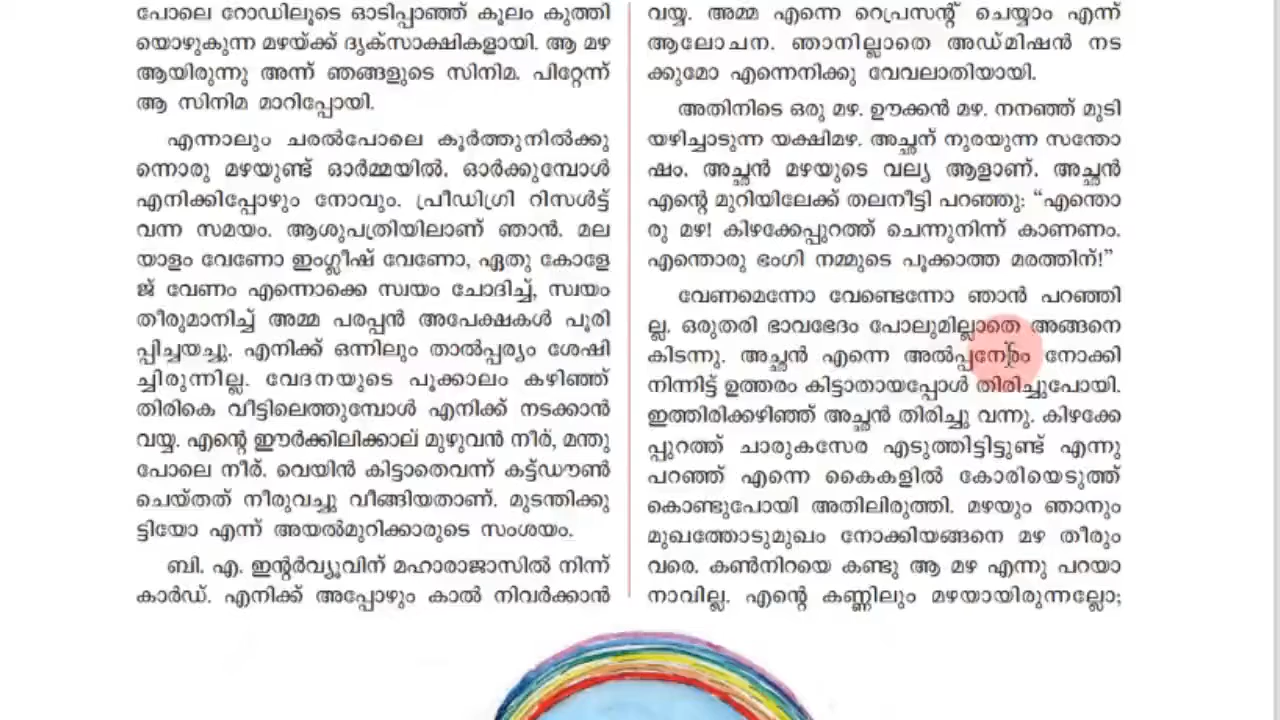 പോലെ റോഡിലൂടെ ഓടിപ്പാഞ്ഞ് കൂലം കുത്തി
യൊഴുകുന്ന മഴയ്ക്ക് ദൃക്‌സാക്ഷികളായി. ആ മഴ
ആയിരുന്നു അന്ന് ഞങ്ങളുടെ സിനിമ. പിറ്റേന്ന്
ആ സിനിമ മാറിപ്പോയി.
എന്നാലും ചരൽപോലെ കൂർത്തുനിൽക്കു
ന്നൊരു മഴയുണ്ട് ഓർമ്മയിൽ. ഓർക്കുമ്പോൾ
എനിക്കിപ്പോഴും നോവും. പ്രീഡിഗ്രി റിസൾട്ട്
വന്ന സമയം. ആശുപത്രിയിലാണ് ഞാൻ. മല
യാളം വേണോ ഇംഗ്ലീഷ് വേണോ, ഏതു കോളേ
ജ് വേണം എന്നൊക്കെ സ്വയം ചോദിച്ച്, സ്വയം
തീരുമാനിച്ച് അമ്മ പരപ്പൻ അപേക്ഷകൾ പൂരി
പ്പിച്ചയച്ചു. എനിക്ക് ഒന്നിലും താൽപ്പര്യം ശേഷി
ച്ചിരുന്നില്ല. വേദനയുടെ പൂക്കാലം കഴിഞ്ഞ്
തിരികെ വീട്ടിലെത്തുമ്പോൾ എനിക്ക് നടക്കാൻ
വയ്യ. എന്റെ ഈർക്കിലിക്കാല് മുഴുവൻ നീര്, മന്തു
പോലെ നീര്. വെയിൻ കിട്ടാതെവന്ന് കട്ട്ഡൗൺ
ചെയ്തത് നീരുവച്ചു വീങ്ങിയതാണ്. മുടന്തിക്കു
ട്ടിയോ എന്ന് അയൽമുറിക്കാരുടെ സംശയം.
ബി. എ. ഇന്റർവ്യൂവിന് മഹാരാജാസിൽ നിന്ന്
കാർഡ്. എനിക്ക് അപ്പോഴും കാൽ നിവർക്കാൻ
വയ്യ. അമ്മ എന്നെ റെപ്രസന്റ് ചെയ്യാം എന്ന്
ആലോചന. ഞാനില്ലാതെ അഡ്മിഷൻ നട
ക്കുമോ എന്നെനിക്കു വേവലാതിയായി.
അതിനിടെ ഒരു മഴ. ഊക്കൻ മഴ. നനഞ്ഞ് മുടി
യഴിച്ചാടുന്ന യക്ഷിമഴ. അച്ഛന് നുരയുന്ന സന്തോ
ഷം. അച്ഛൻ മഴയുടെ വല്യ ആളാണ്. അച്ഛൻ
എന്റെ മുറിയിലേക്ക് തലനീട്ടി പറഞ്ഞു: “എന്തൊ
രു മഴ! കിഴക്കേപ്പുറത്ത് ചെന്നുനിന്ന് കാണണം.
എന്തൊരു ഭംഗി നമ്മുടെ പൂക്കാത്ത മരത്തിന്!”
വേണമെന്നോ വേണ്ടെന്നോ ഞാൻ പറഞ്ഞി
ല്ല. ഒരുതരി ഭാവഭേദം പോലുമില്ലാതെ അങ്ങനെ
കിടന്നു. അച്ഛൻ എന്നെ അൽപ്പനേരം നോക്കി
നിന്നിട്ട് ഉത്തരം കിട്ടാതായപ്പോൾ തിരിച്ചുപോയി.
ഇത്തിരിക്കഴിഞ്ഞ് അച്ഛൻ തിരിച്ചു വന്നു. കിഴക്കേ
പ്പുറത്ത് ചാരുകസേര എടുത്തിട്ടിട്ടുണ്ട് എന്നു
പറഞ്ഞ് എന്നെ കൈകളിൽ കോരിയെടുത്ത്
കൊണ്ടുപോയി അതിലിരുത്തി. മഴയും ഞാനും
മുഖത്തോടുമുഖം നോക്കിയങ്ങനെ മഴ തീരും
വരെ. കൺനിറയെ കണ്ടു ആ മഴ എന്നു പറയാ
നാവില്ല. എന്റെ കണ്ണിലും മഴയായിരുന്നല്ലോ;